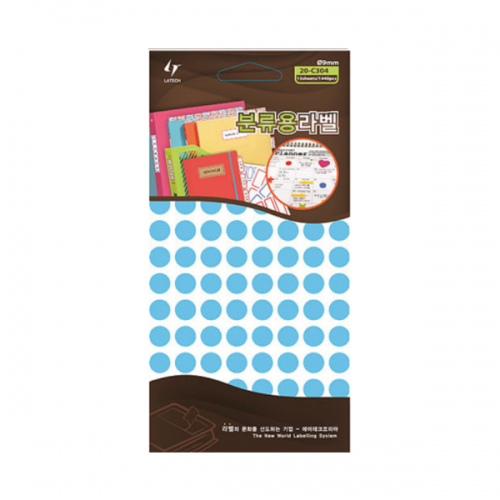 LATECH
Ø9mm
20-C304
분류용라벨
PLANNER
라벨의 문화를 선도하는 기업 - 에이테크코리아
The New World Labelling System